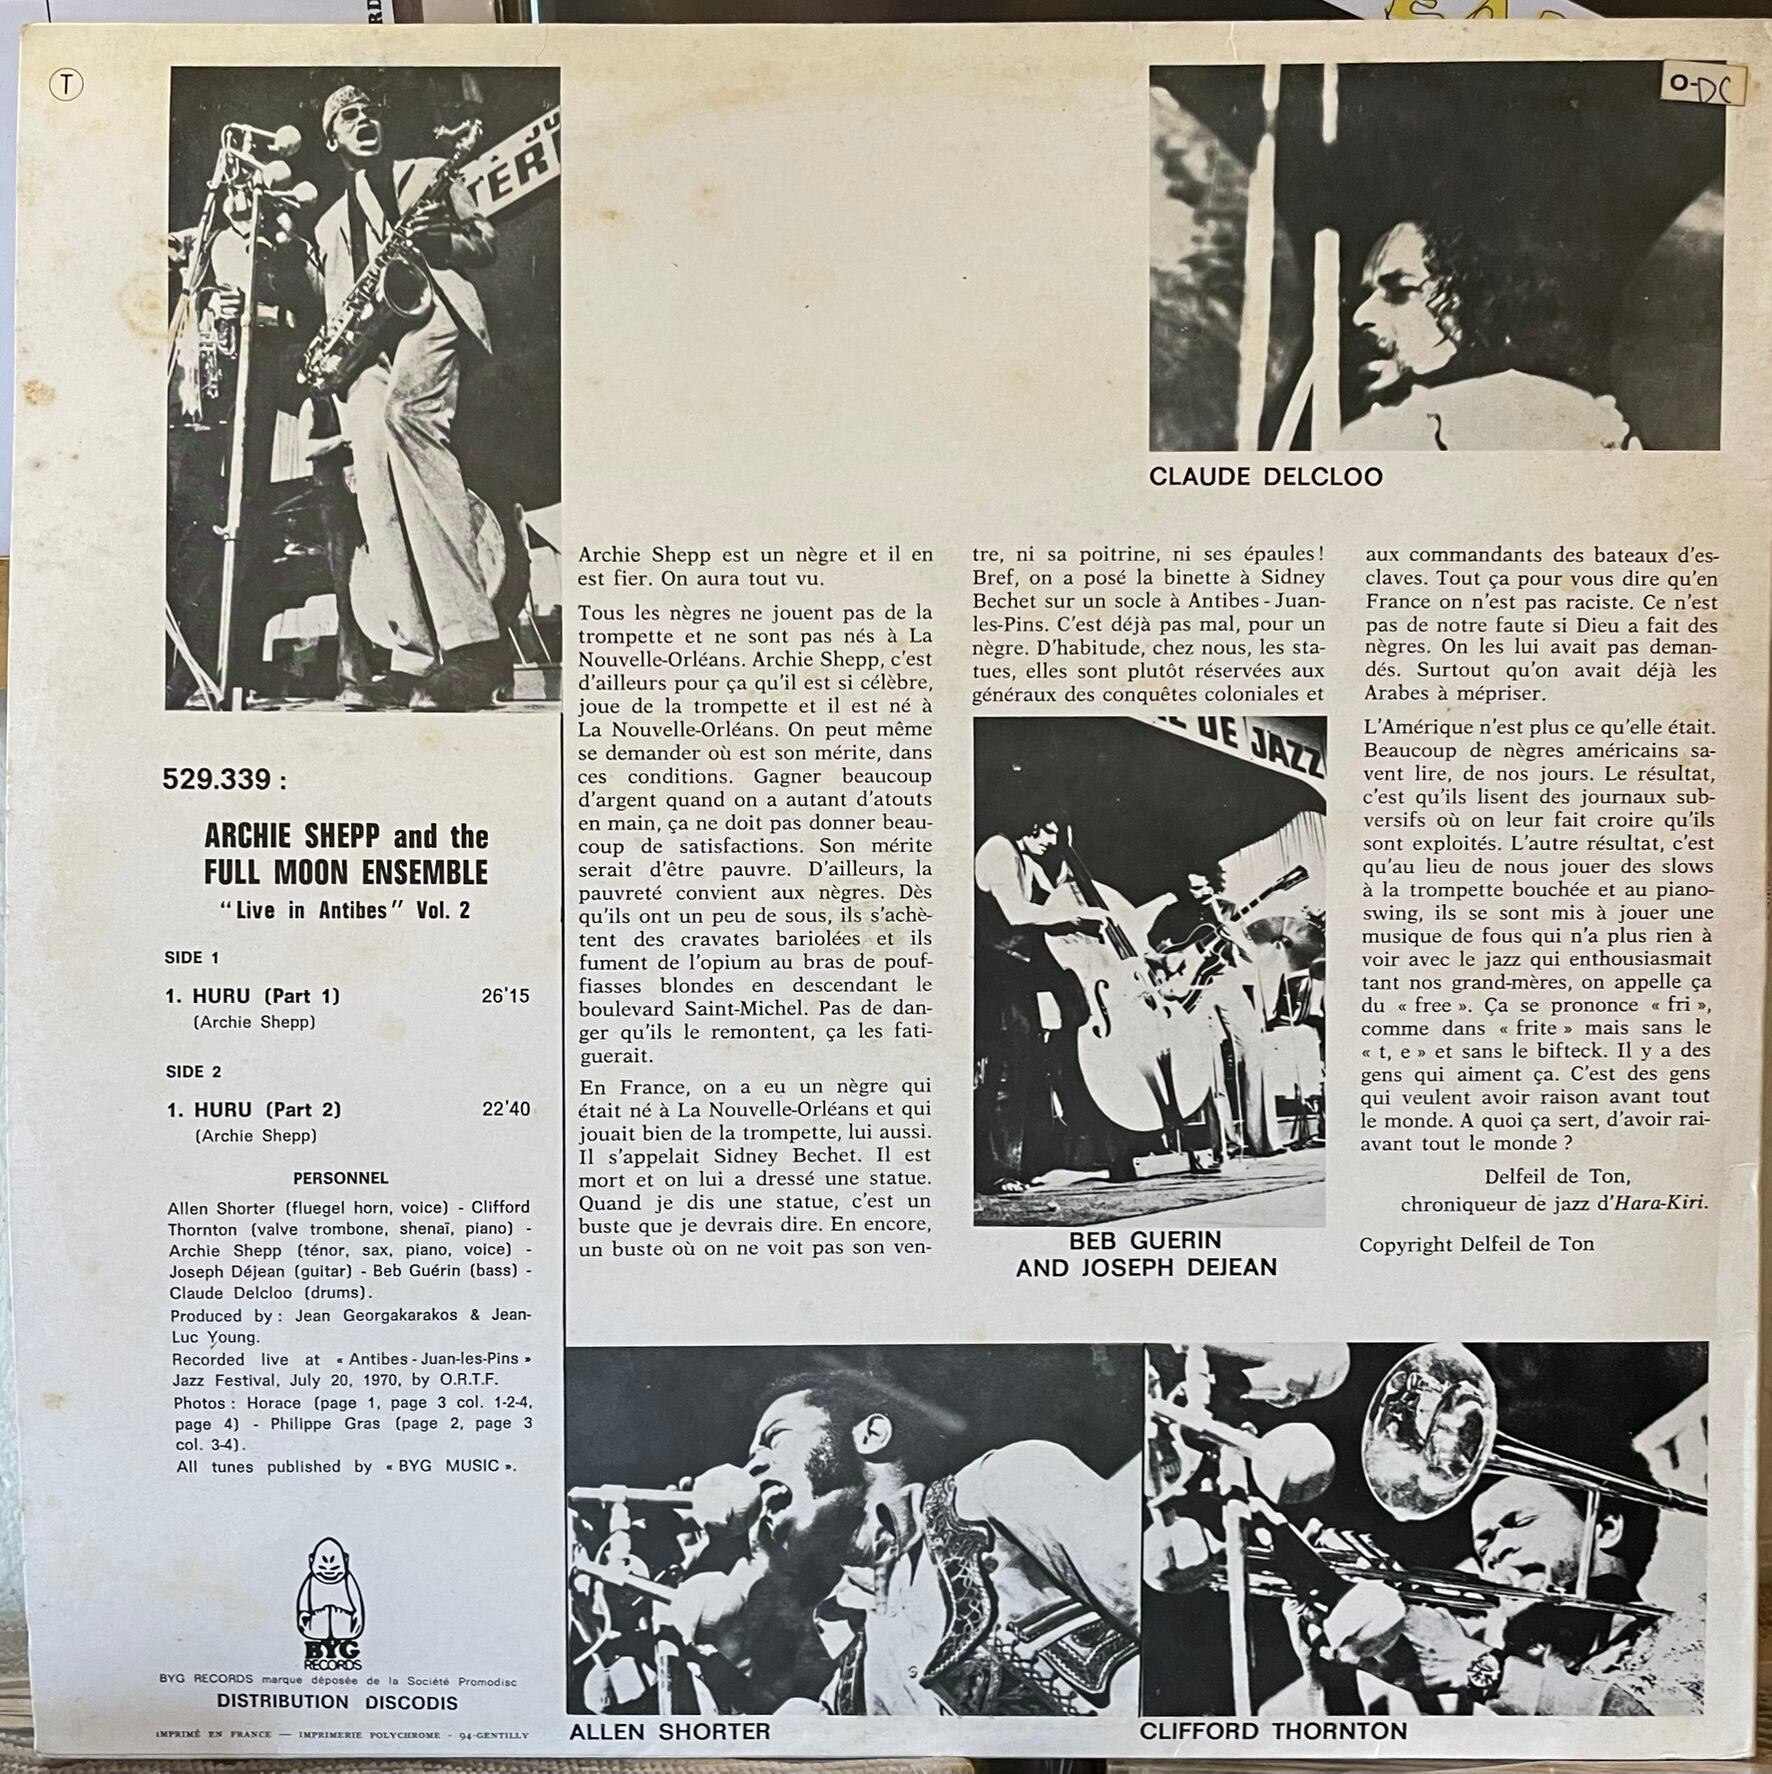 T
O-DC
JU
TER
CLAUDE DELCLOO
529.339 :
ARCHIE SHEPP and the
FULL MOON ENSEMBLE
“Live in Antibes” Vol. 2
SIDE 1
1. HURU (Part 1) 26'15
(Archie Shepp)
SIDE 2
1. HURU (Part 2) 22'40
(Archie Shepp)
PERSONNEL
Allen Shorter (fluegel horn, voice) - Clifford
Thornton (valve trombone, shenaï, piano) -
Archie Shepp (ténor, sax, piano, voice) -
Joseph Déjean (guitar) - Beb Guérin (bass) -
Claude Delcloo (drums).
Produced by : Jean Georgakarakos & Jean-
Luc Young.
Recorded live at « Antibes - Juan-les-Pins »
Jazz Festival, July 20, 1970, by O.R.T.F.
Photos : Horace (page 1, page 3 col. 1-2-4,
page 4) - Philippe Gras (page 2, page 3
col. 3-4).
All tunes published by « BYG MUSIC ».
BYG
RECORDS
BYG RECORDS marque déposée de la Société Promodisc
DISTRIBUTION DISCODIS
IMPRIMÉ EN FRANCE — IMPRIMERIE POLYCHROME - 94-GENTILLY
Archie Shepp est un nègre et il en
est fier. On aura tout vu.
Tous les nègres ne jouent pas de la
trompette et ne sont pas nés à La
Nouvelle-Orléans. Archie Shepp, c'est
d'ailleurs pour ça qu'il est si célèbre,
joue de la trompette et il est né à
La Nouvelle-Orléans. On peut même
se demander où est son mérite, dans
ces conditions. Gagner beaucoup
d'argent quand on a autant d'atouts
en main, ça ne doit pas donner beau-
coup de satisfactions. Son mérite
serait d'être pauvre. D'ailleurs, la
pauvreté convient aux nègres. Dès
qu'ils ont un peu de sous, ils s'achè-
tent des cravates bariolées et ils
fument de l'opium au bras de pouf-
fiasses blondes en descendant le
boulevard Saint-Michel. Pas de dan-
ger qu'ils le remontent, ça les fati-
guerait.
En France, on a eu un nègre qui
était né à La Nouvelle-Orléans et qui
jouait bien de la trompette, lui aussi.
Il s'appelait Sidney Bechet. Il est
mort et on lui a dressé une statue.
Quand je dis une statue, c'est un
buste que je devrais dire. En encore,
un buste où on ne voit pas son ven-
tre, ni sa poitrine, ni ses épaules !
Bref, on a posé la binette à Sidney
Bechet sur un socle à Antibes - Juan-
les-Pins. C'est déjà pas mal, pour un
nègre. D'habitude, chez nous, les sta-
tues, elles sont plutôt réservées aux
généraux des conquêtes coloniales et
DE JAZZ
BEB GUERIN
AND JOSEPH DEJEAN
aux commandants des bateaux d'es-
claves. Tout ça pour vous dire qu'en
France on n'est pas raciste. Ce n'est
pas de notre faute si Dieu a fait des
nègres. On les lui avait pas deman-
dés. Surtout qu'on avait déjà les
Arabes à mépriser.
L'Amérique n'est plus ce qu'elle était.
Beaucoup de nègres américains sa-
vent lire, de nos jours. Le résultat,
c'est qu'ils lisent des journaux sub-
versifs où on leur fait croire qu'ils
sont exploités. L'autre résultat, c'est
qu'au lieu de nous jouer des slows
à la trompette bouchée et au piano-
swing, ils se sont mis à jouer une
musique de fous qui n'a plus rien à
voir avec le jazz qui enthousiasmait
tant nos grand-mères, on appelle ça
du « free ». Ça se prononce « fri »,
comme dans « frite » mais sans le
« t, e » et sans le bifteck. Il y a des
gens qui aiment ça. C'est des gens
qui veulent avoir raison avant tout
le monde. A quoi ça sert, d'avoir rai-
avant tout le monde ?
Delfeil de Ton,
chroniqueur de jazz d'Hara-Kiri.
Copyright Delfeil de Ton
ALLEN SHORTER
CLIFFORD THORNTON